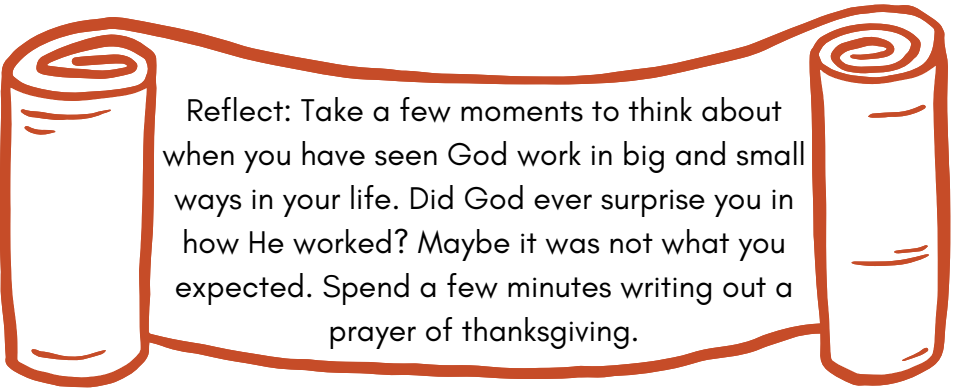 Reflect: Take a few moments to think about
when you have seen God work in big and small
ways in your life. Did God ever surprise you in
how He worked? Maybe it was not what you
expected. Spend a few minutes writing out a
prayer of thanksgiving.